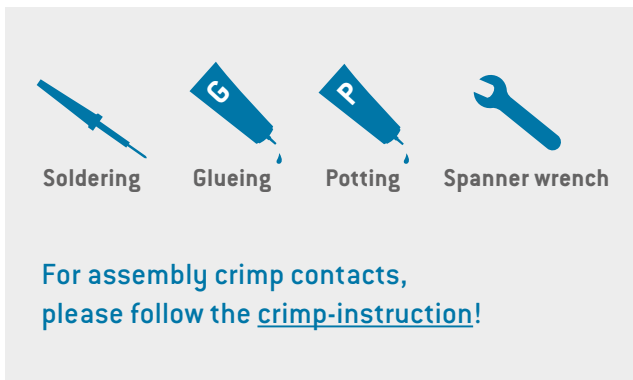 G P
Soldering Glueing Potting Spanner wrench
For assembly crimp contacts,
please follow the crimp-instruction!